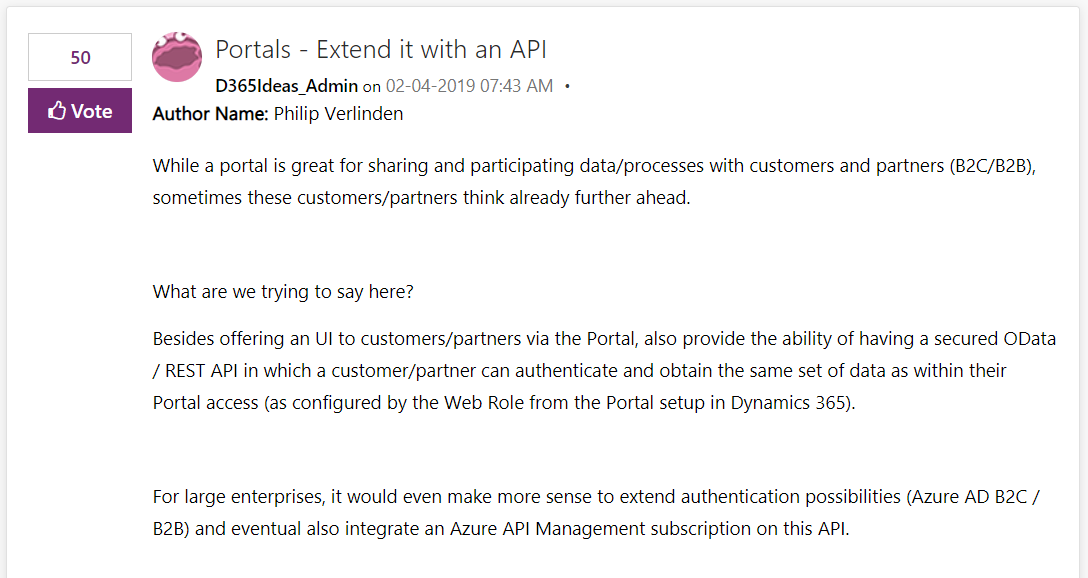 50
Vote
Portals - Extend it with an API
D365Ideas_Admin on 02-04-2019 07:43 AM •
Author Name: Philip Verlinden
While a portal is great for sharing and participating data/processes with customers and partners (B2C/B2B),
sometimes these customers/partners think already further ahead.
What are we trying to say here?
Besides offering an UI to customers/partners via the Portal, also provide the ability of having a secured OData
/ REST API in which a customer/partner can authenticate and obtain the same set of data as within their
Portal access (as configured by the Web Role from the Portal setup in Dynamics 365).
For large enterprises, it would even make more sense to extend authentication possibilities (Azure AD B2C /
B2B) and eventual also integrate an Azure API Management subscription on this API.